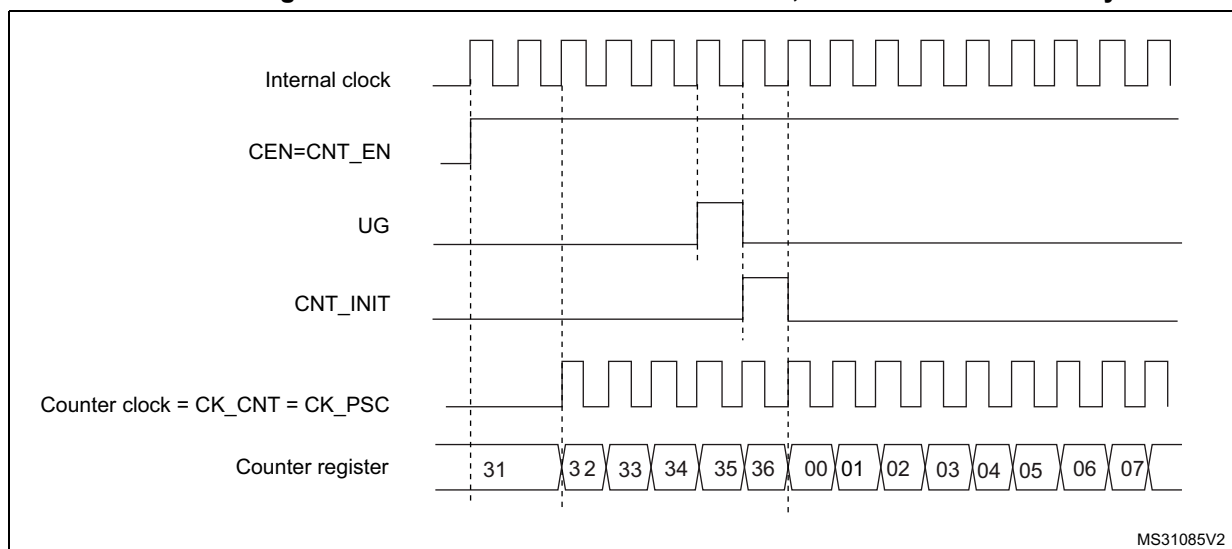 Internal clock
CEN=CNT_EN
UG
CNT_INIT
Counter clock = CK_CNT = CK_PSC
Counter register 31 32 33 34 35 36 00 01 02 03 04 05 06 07
MS31085V2